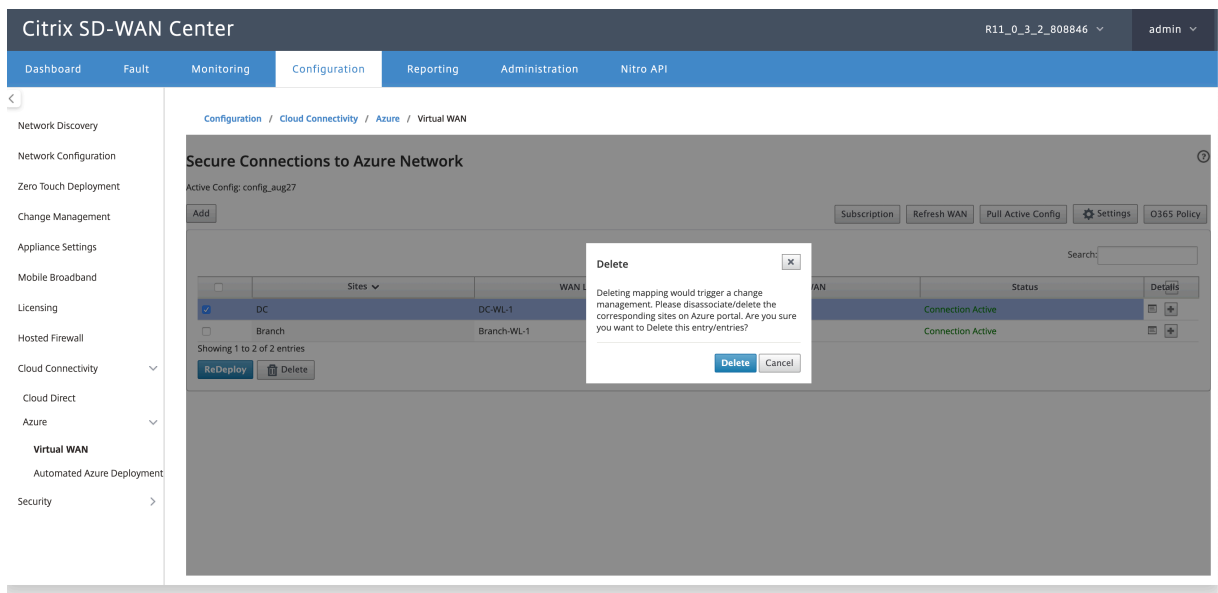 Citrix SD-WAN Center
R11_0_3_2_808846
admin
Dashboard
Fault
Monitoring
Configuration
Reporting
Administration
Nitro API
Network Discovery
Network Configuration
Zero Touch Deployment
Change Management
Appliance Settings
Mobile Broadband
Licensing
Hosted Firewall
Cloud Connectivity
Cloud Direct
Azure
Virtual WAN
Automated Azure Deployment
Security
Configuration / Cloud Connectivity / Azure / Virtual WAN
Secure Connections to Azure Network
Active Config: config_aug27
Add
Subscription
Refresh WAN
Pull Active Config
Settings
O365 Policy
Search:
Sites
WAN L
/AN
Status
Details
DC
DC-WL-1
Connection Active
Branch
Branch-WL-1
Connection Active
Showing 1 to 2 of 2 entries
ReDeploy
Delete
Delete
Deleting mapping would trigger a change
management. Please disassociate/delete the
corresponding sites on Azure portal. Are you sure
you want to Delete this entry/entries?
Delete
Cancel